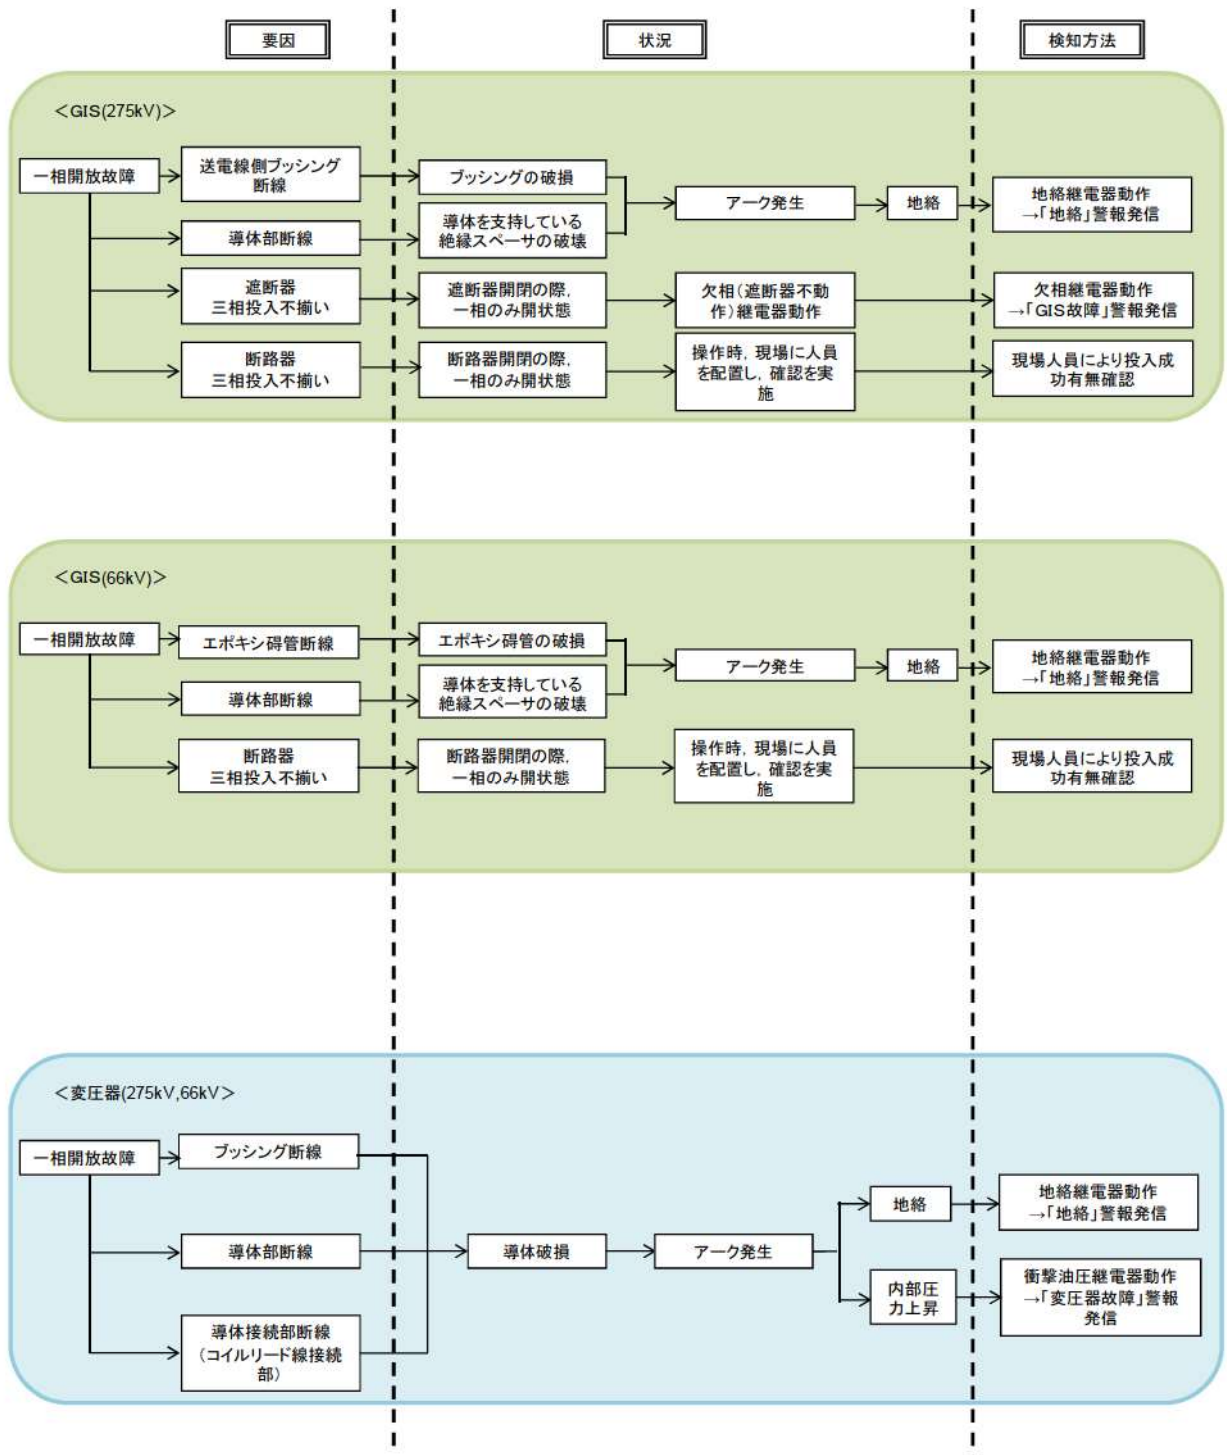 要因
状況
検知方法
＜GIS(275kV)＞
一相開放故障
送電線側ブッシング
断線
ブッシングの破損
アーク発生
地絡
地絡継電器動作
→「地絡」警報発信
導体部断線
導体を支持している
絶縁スペーサの破壊
遮断器
三相投入不揃い
遮断器開閉の際，
一相のみ開状態
欠相（遮断器不動
作）継電器動作
欠相継電器動作
→「GIS故障」警報発信
断路器
三相投入不揃い
断路器開閉の際，
一相のみ開状態
操作時，現場に人員
を配置し，確認を実
施
現場人員により投入成
功有無確認
＜GIS(66kV)＞
一相開放故障
エポキシ碍管断線
エポキシ碍管の破損
アーク発生
地絡
地絡継電器動作
→「地絡」警報発信
導体部断線
導体を支持している
絶縁スペーサの破壊
断路器
三相投入不揃い
断路器開閉の際，
一相のみ開状態
操作時，現場に人員
を配置し，確認を実
施
現場人員により投入成
功有無確認
＜変圧器(275kV,66kV＞
一相開放故障
ブッシング断線
導体部断線
導体接続部断線
（コイルリード線接続
部）
導体破損
アーク発生
地絡
地絡継電器動作
→「地絡」警報発信
内部圧
力上昇
衝撃油圧継電器動作
→「変圧器故障」警報
発信